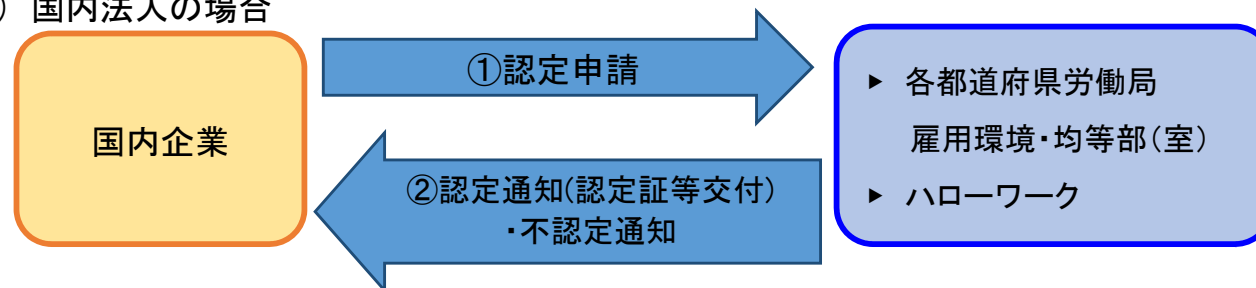 ) 国内法人の場合
国内企業
①認定申請
②認定通知(認定証等交付)
・不認定通知
▶ 各都道府県労働局
雇用環境・均等部(室)
▶ ハローワーク